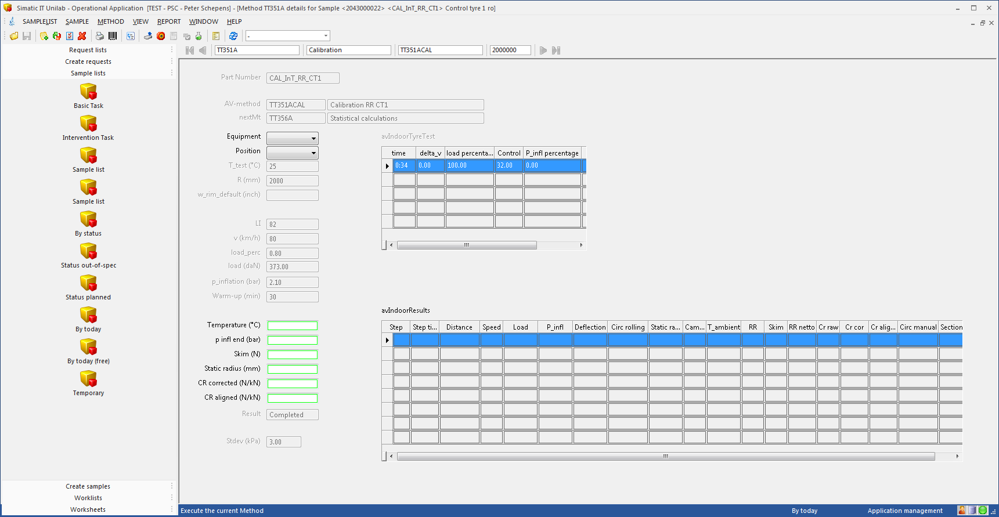 Simatic IT Unilab - Operational Application [TEST - PSC - Peter Schepens] - [Method TT351A details for Sample <2043000022> <CAL_InT_RR_CT1> Control tyre 1 ro]
SAMPLELIST SAMPLE METHOD VIEW REPORT WINDOW HELP
-
TT351A Calibration TT351ACAL 2000000
Request lists
Create requests
Sample lists
Basic Task
Intervention Task
Sample list
Sample list
By status
Status out-of-spec
Status planned
By today
By today (free)
Temporary
Create samples
Worklists
Worksheets
Part Number CAL_InT_RR_CT1
AV-method TT351ACAL Calibration RR CT1
nextMt TT356A Statistical calculations
Equipment
Position
T_test (°C) 25
R (mm) 2000
w_rim_default (inch)
LI 82
v (km/h) 80
load_perc 0.80
load (daN) 373.00
p_inflation (bar) 2.10
Warm-up (min) 30
Temperature (°C)
p infl end (bar)
Skim (N)
Static radius (mm)
CR corrected (N/kN)
CR aligned (N/kN)
Result Completed
Stdev (kPa) 3.00
avIndoorTyreTest
time delta_v load percenta... Control P_infl percentage
0:34 0.00 100.00 32.00 0.00
avIndoorResults
Step Step ti... Distance Speed Load P_infl Deflection Circ rolling Static ra... Cam... T_ambient RR Skim RR netto Cr raw Cr cor Cr alig... Circ manual Section
Execute the current Method By today Application management